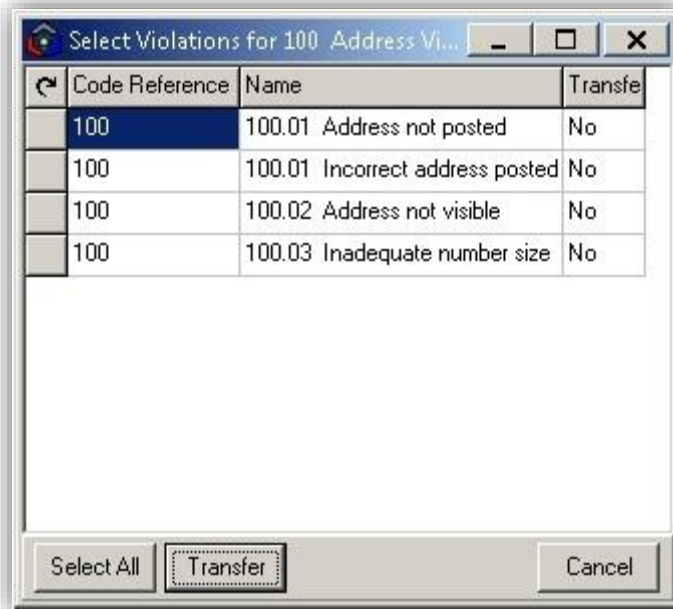 Select Violations for 100 Address Vi...
Code Reference Name Transfe
100 100.01 Address not posted No
100 100.01 Incorrect address posted No
100 100.02 Address not visible No
100 100.03 Inadequate number size No
Select All Transfer Cancel